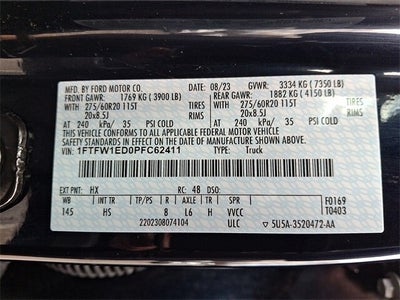 MFD. BY FORD MOTOR CO. 08/23 GVWR: 3334 KG ( 7350 LB)
FRONT GAWR: 1769 KG ( 3900 LB) REAR GAWR: 1882 KG ( 4150 LB)
275/60R20 115T TIRES 275/60R20 115T TIRES
20x8.5J RIMS 20x8.5J RIMS
AT 240 kPa/ 35 PSI COLD AT 240 kPa/ 35 PSI COLD
THIS VEHICLE CONFORMS TO ALL APPLICABLE FEDERAL MOTOR VEHICLE SAFETY AND BUMPER STANDARDS IN EFFECT ON THE DATE OF MANUFACTURE SHOWN ABOVE.
VIN: 1FTFW1ED0PFC62411 TYPE: Truck
EXT PNT: HX RC: 48 DSO: F0169
WB INT TR TP/PS R AXLE TR SPR T0403
145 HS 8 L6 H VVCC
2202308074104 ULC 5U5A-3520472-AA